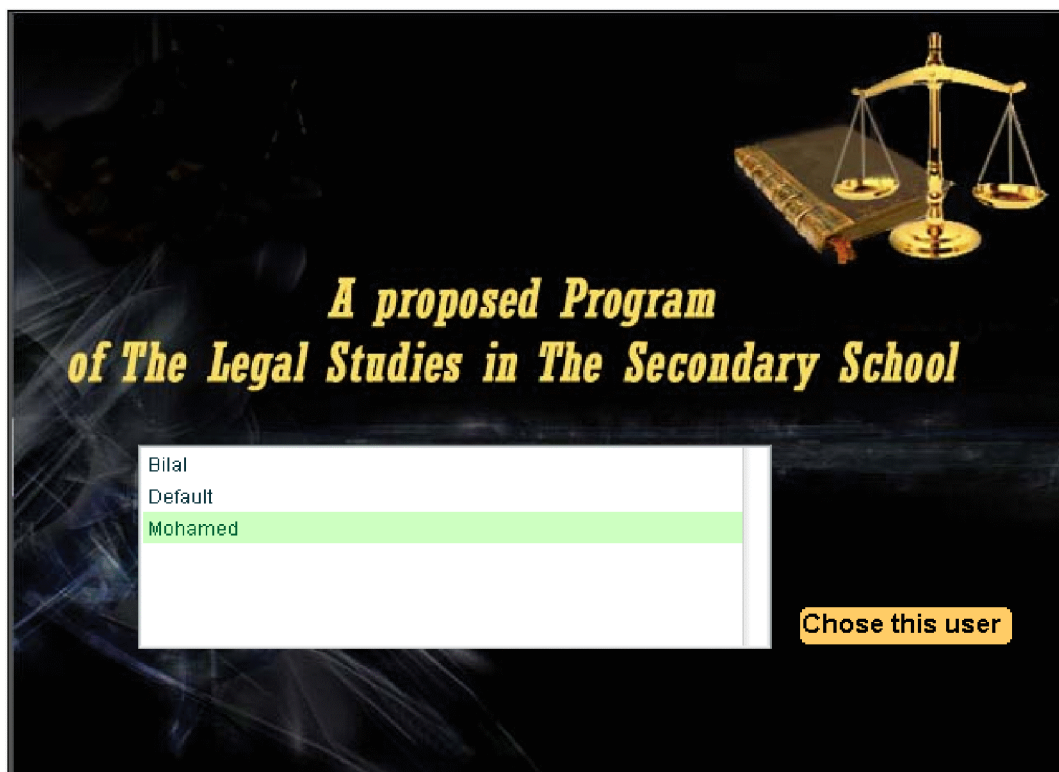 A proposed Program
of The Legal Studies in The Secondary School
Bilal
Default
Mohamed
Chose this user